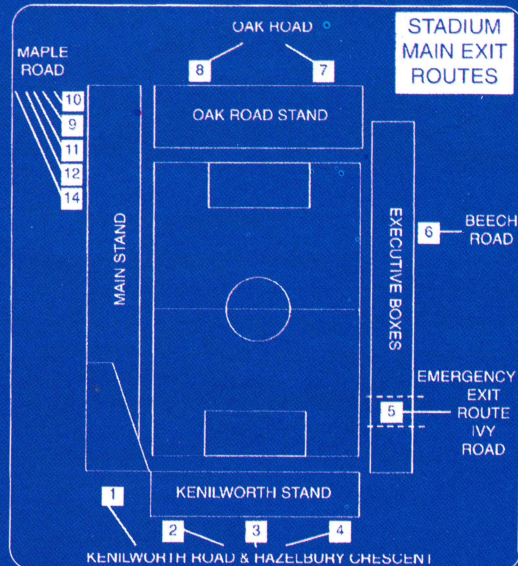 OAK ROAD
STADIUM
MAIN EXIT
ROUTES
MAPLE
ROAD
8
7
10
9
11
12
14
OAK ROAD STAND
MAIN STAND
EXECUTIVE BOXES
6
BEECH
ROAD
EMERGENCY
EXIT
ROUTE
IVY
ROAD
5
KENILWORTH STAND
1
2
3
4
KENILWORTH ROAD & HAZELBURY CRESCENT